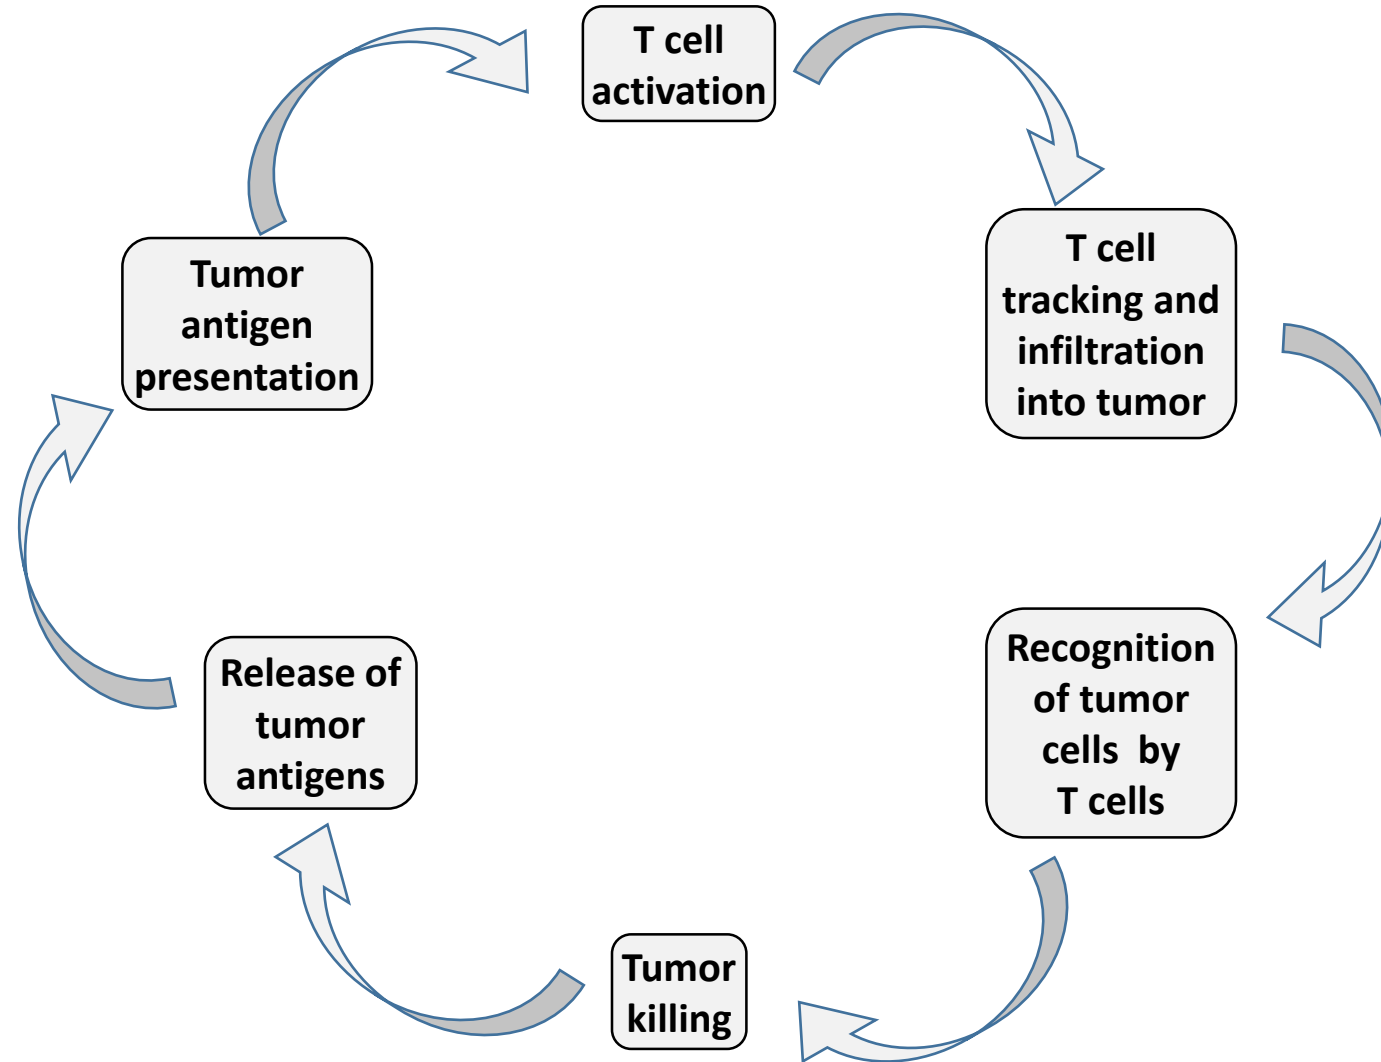 T cell
activation
T cell
tracking and
infiltration
into tumor
Recognition
of tumor
cells  by
T cells
Tumor
killing
Release of
tumor
antigens
Tumor
antigen
presentation